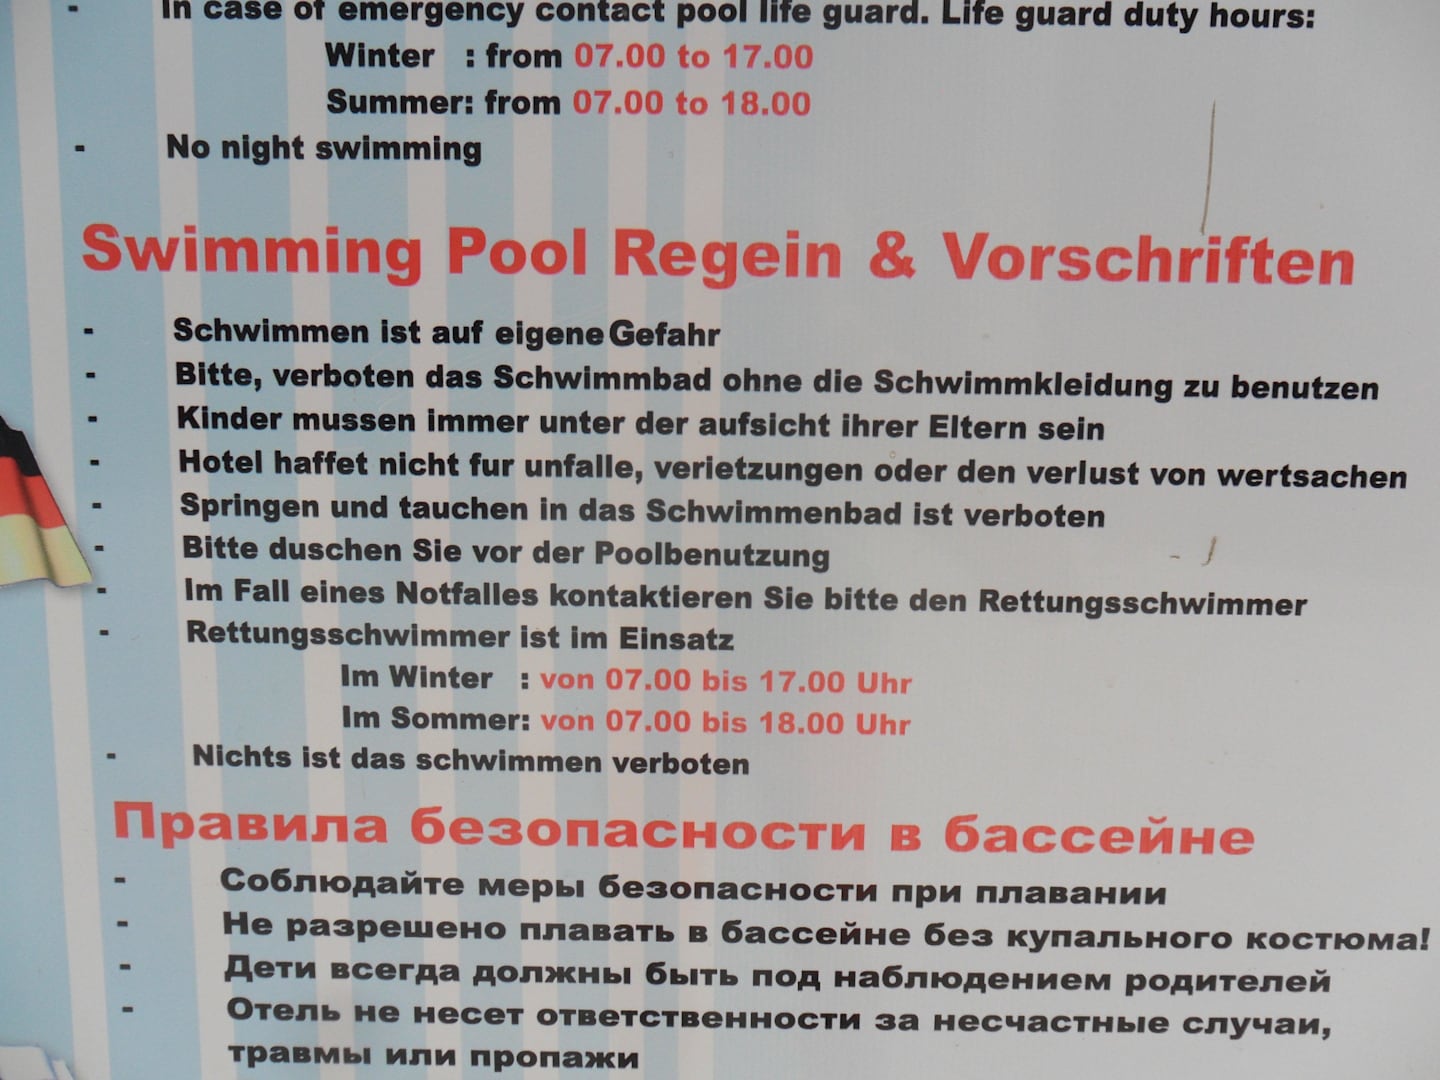 - In case of emergency contact pool life guard. Life guard duty hours:
Winter : from 07.00 to 17.00
Summer: from 07.00 to 18.00
- No night swimming
Swimming Pool Regein & Vorschriften
- Schwimmen ist auf eigene Gefahr
- Bitte, verboten das Schwimmbad ohne die Schwimmkleidung zu benutzen
- Kinder mussen immer unter der aufsicht ihrer Eltern sein
- Hotel haffet nicht fur unfalle, verietzungen oder den verlust von wertsachen
- Springen und tauchen in das Schwimmenbad ist verboten
- Bitte duschen Sie vor der Poolbenutzung
- Im Fall eines Notfalles kontaktieren Sie bitte den Rettungsschwimmer
- Rettungsschwimmer ist im Einsatz
Im Winter : von 07.00 bis 17.00 Uhr
Im Sommer: von 07.00 bis 18.00 Uhr
- Nichts ist das schwimmen verboten
Правила безопасности в бассейне
- Соблюдайте меры безопасности при плавании
- Не разрешено плавать в бассейне без купального костюма!
- Дети всегда должны быть под наблюдением родителей
- Отель не несет ответственности за несчастные случаи,
травмы или пропажи